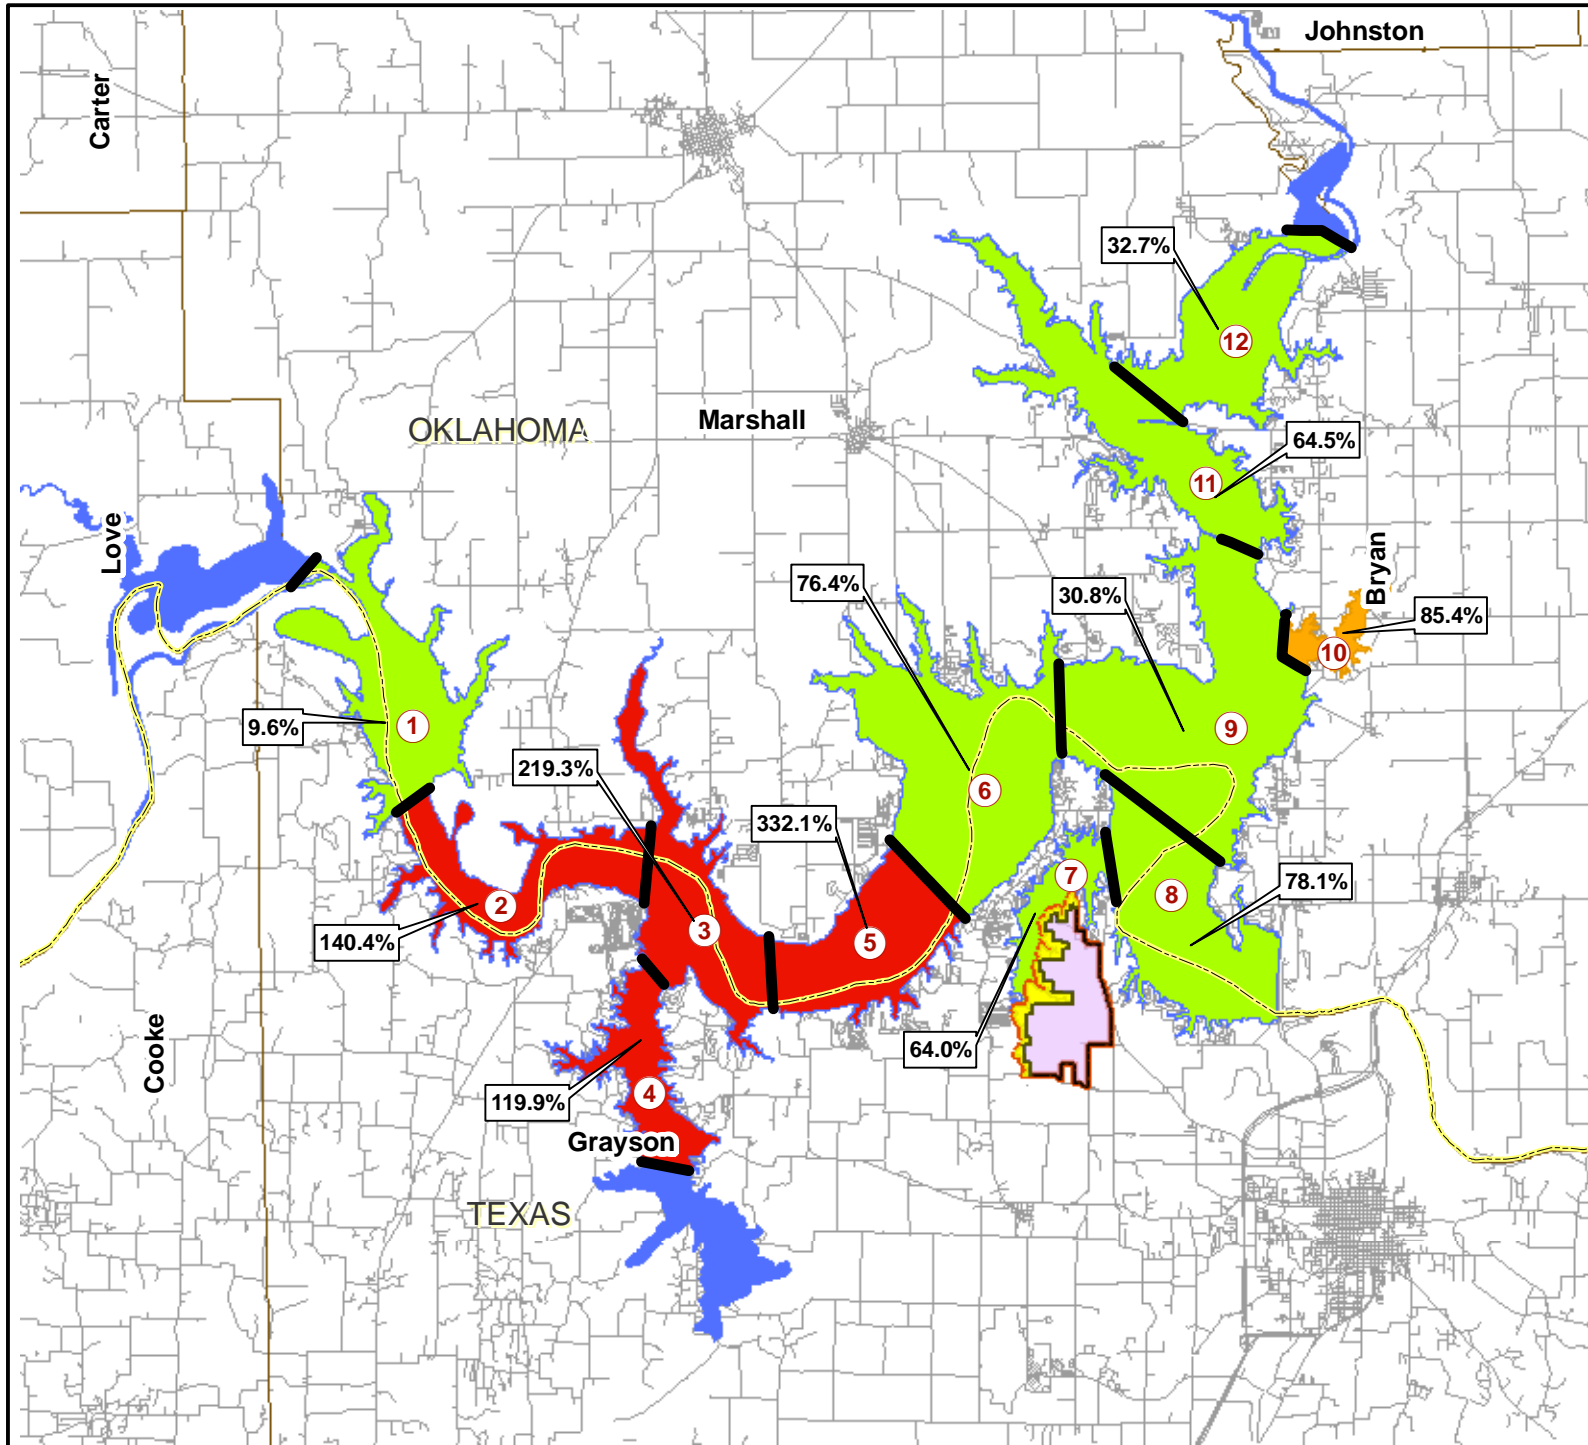 Johnston
Carter
32.7%
12
OKLAHOMA
Marshall
64.5%
11
Love
Bryan
76.4%
30.8%
85.4%
10
9.6%
1
9
219.3%
6
332.1%
7
78.1%
2
8
140.4%
3
5
64.0%
Cooke
119.9%
4
Grayson
TEXAS